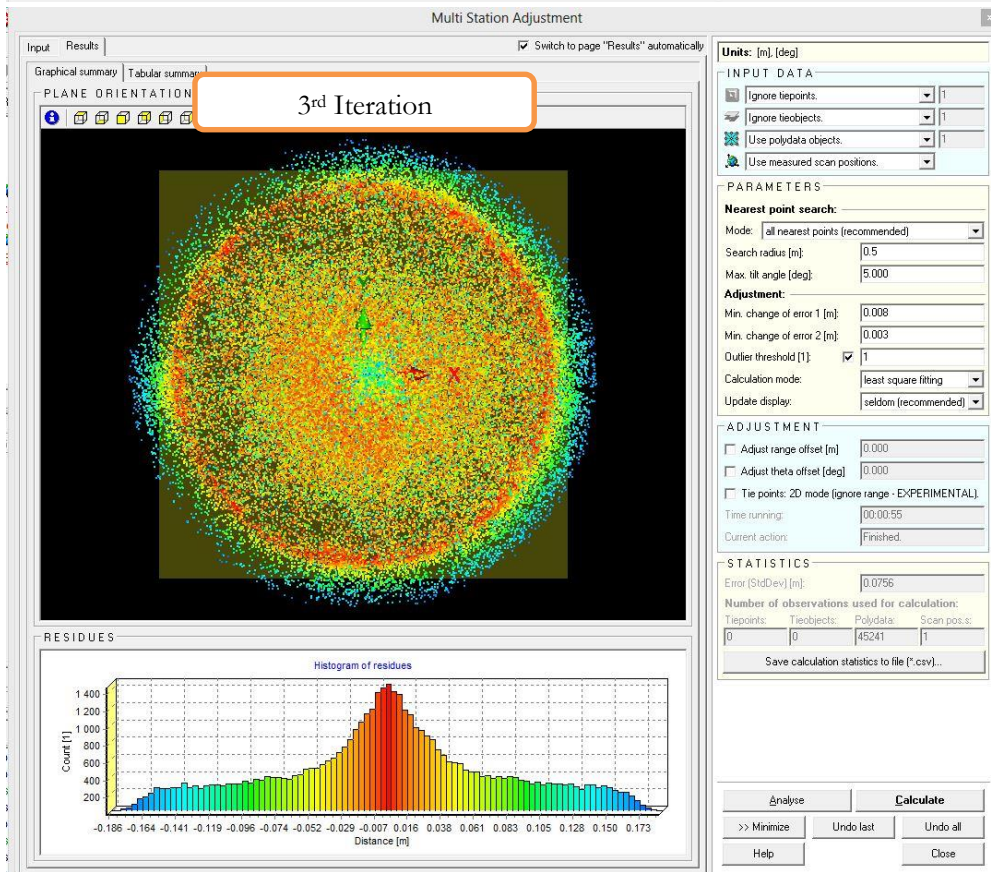 Multi Station Adjustment
Input Results
Switch to page "Results" automatically
Graphical summary Tabular summary
PLANE ORIENTATION
3rd Iteration
Y
X
RESIDUES
Histogram of residues
Count [1]
1 400
1 200
1 000
800
600
400
200
-0.186 -0.164 -0.141 -0.119 -0.096 -0.074 -0.052 -0.029 -0.007 0.016 0.038 0.061 0.083 0.105 0.128 0.150 0.173
Distance [m]
Units: [m], [deg]
INPUT DATA
Ignore tiepoints. 1
Ignore tieobjects. 1
Use polydata objects. 1
Use measured scan positions.
PARAMETERS
Nearest point search:
Mode: all nearest points (recommended)
Search radius [m]: 0.5
Max. tilt angle [deg]: 5.000
Adjustment:
Min. change of error 1 [m]: 0.008
Min. change of error 2 [m]: 0.003
Outlier threshold [1]: 1
Calculation mode: least square fitting
Update display: seldom (recommended)
ADJUSTMENT
Adjust range offset [m] 0.000
Adjust theta offset [deg] 0.000
Tie points: 2D mode (ignore range - EXPERIMENTAL).
Time running: 00:00:55
Current action: Finished.
STATISTICS
Error (StdDev) [m]: 0.0756
Number of observations used for calculation:
Tiepoints: Tieobjects: Polydata: Scan pos.s:
0 0 45241 1
Save calculation statistics to file (*.csv)...
Analyse Calculate
>> Minimize Undo last Undo all
Help Close